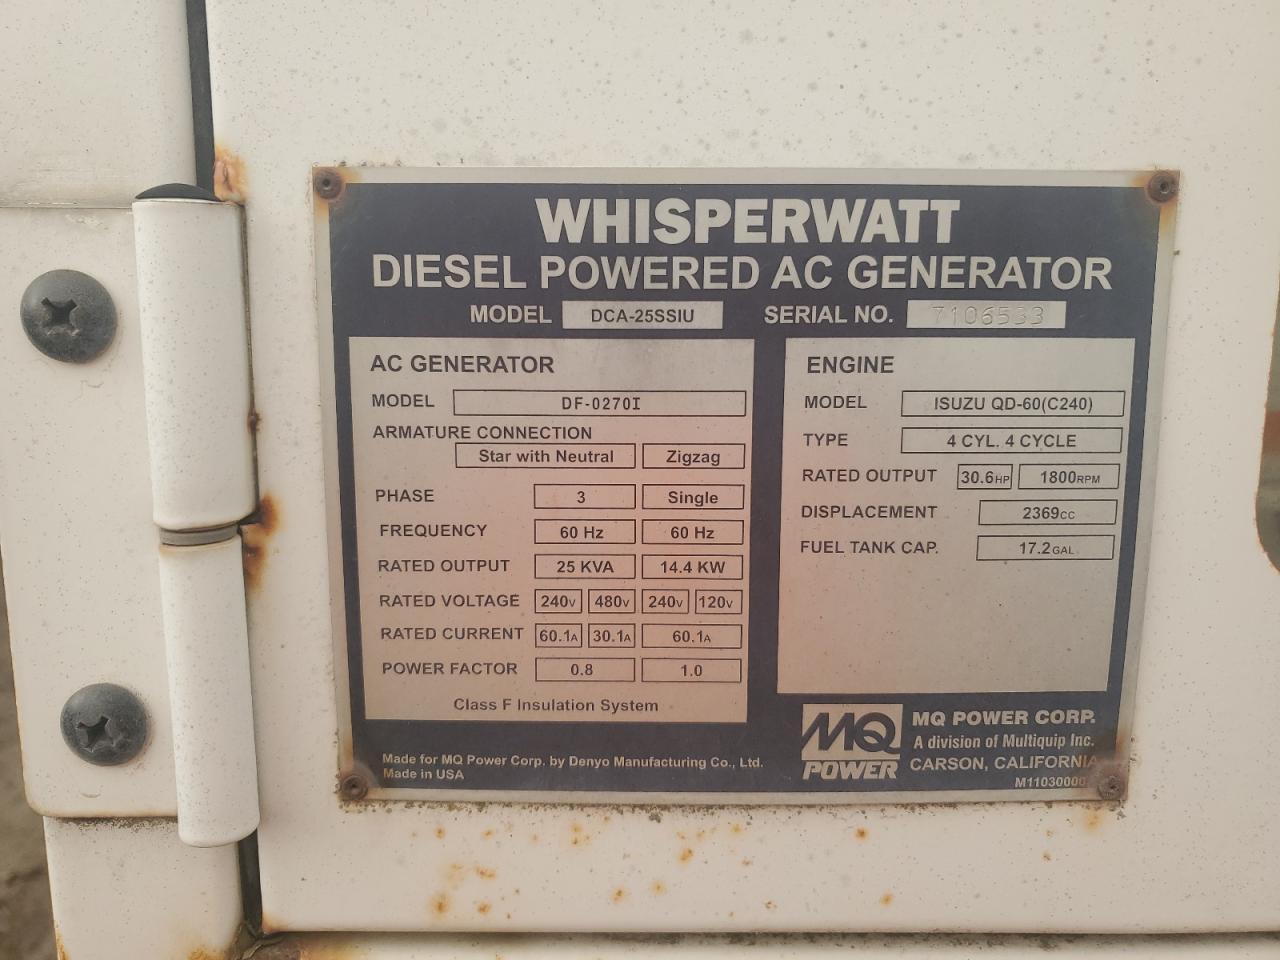 WHISPERWATT
DIESEL POWERED AC GENERATOR
MODEL DCA-25SSIU SERIAL NO. 7106533
AC GENERATOR
MODEL DF-0270I
ARMATURE CONNECTION
Star with Neutral Zigzag
PHASE 3 Single
FREQUENCY 60 Hz 60 Hz
RATED OUTPUT 25 KVA 14.4 KW
RATED VOLTAGE 240V 480V 240V 120V
RATED CURRENT 60.1A 30.1A 60.1A
POWER FACTOR 0.8 1.0
Class F Insulation System
ENGINE
MODEL ISUZU QD-60(C240)
TYPE 4 CYL. 4 CYCLE
RATED OUTPUT 30.6HP 1800RPM
DISPLACEMENT 2369CC
FUEL TANK CAP. 17.2GAL
Made for MQ Power Corp. by Denyo Manufacturing Co., Ltd.
Made in USA
MQ
POWER
MQ POWER CORP.
A division of Multiquip Inc.
CARSON, CALIFORNIA